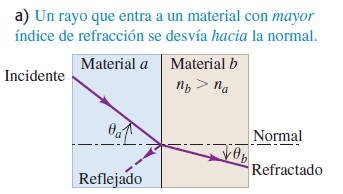 a) Un rayo que entra a un material con mayor
índice de refracción se desvía hacia la normal.
Material a
Material b
Incidente
n_b > n_a
θ_a
Normal
θ_b
Refractado
Reflejado